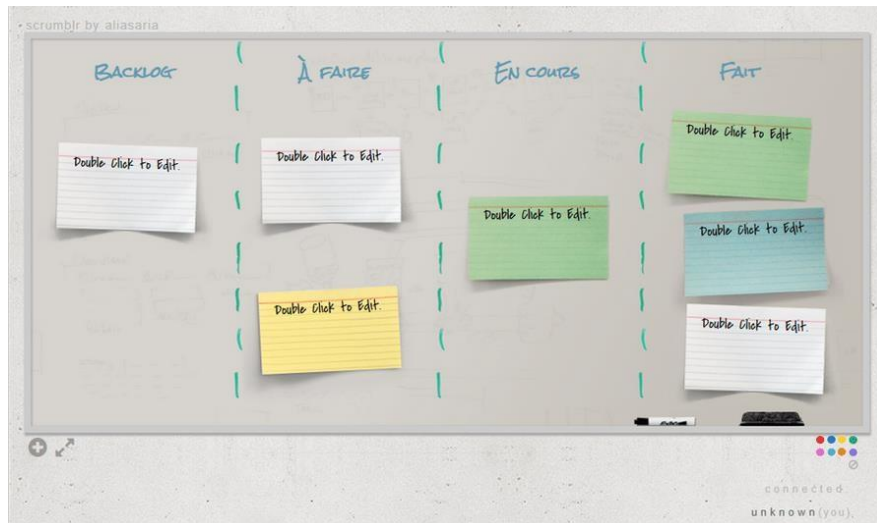 scrumblr by aliasaria
BACKLOG
À FAIRE
EN COURS
FAIT
Double Click to Edit.
Double Click to Edit.
Double Click to Edit.
Double Click to Edit.
Double Click to Edit.
Double Click to Edit.
Double Click to Edit.
connected
unknown(you)